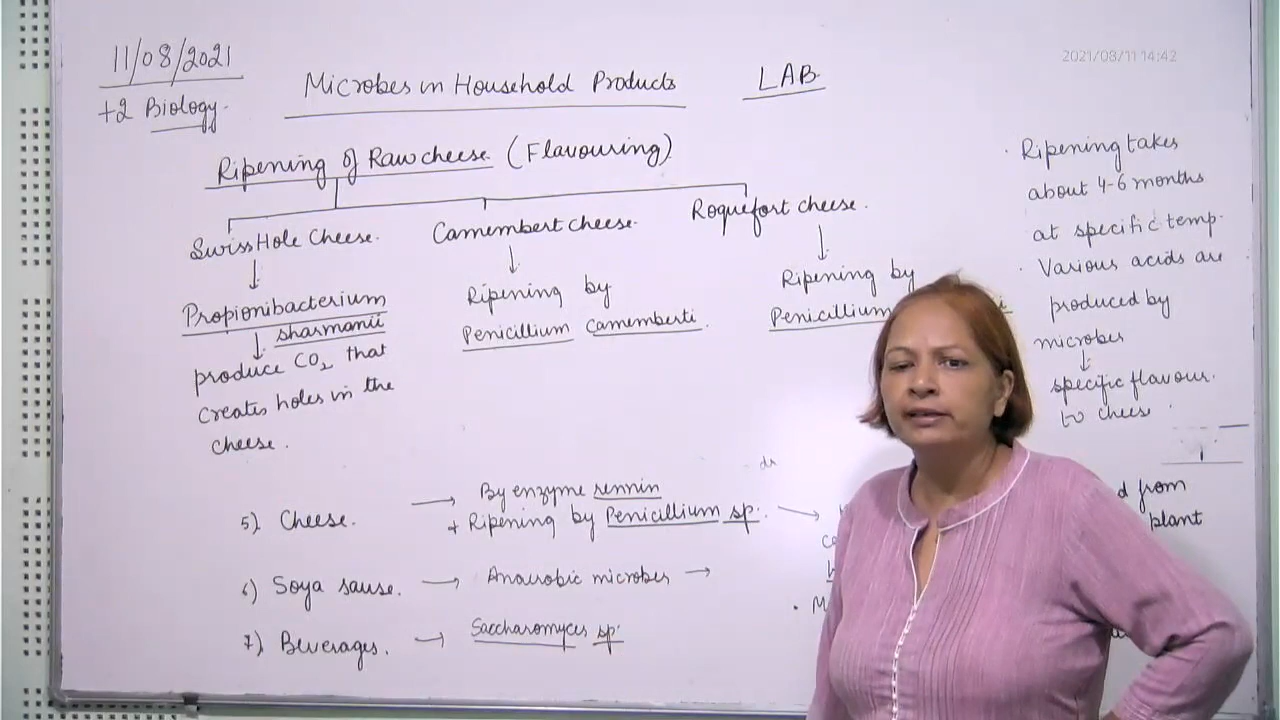 11/08/2021
2021/08/11 14:42
+2 Biology.
Microbes in Household Products
LAB
Ripening of Raw cheese (Flavouring)
Swiss Hole Cheese.
Camembert cheese.
Roquefort cheese.
Propionibacterium
sharmanii
produce CO2 that
creates holes in the
cheese.
Ripening by
Penicillium camemberti.
Ripening by
Penicillium
Ripening takes
about 4-6 months
at specific temp.
Various acids are
produced by
microbes
specific flavour.
to cheese
5) Cheese.
By enzyme rennin
+ Ripening by Penicillium sp.
6) Soya sause.
Anaurobic microbes
7) Beverages.
Saccharomyces sp.
from
plant